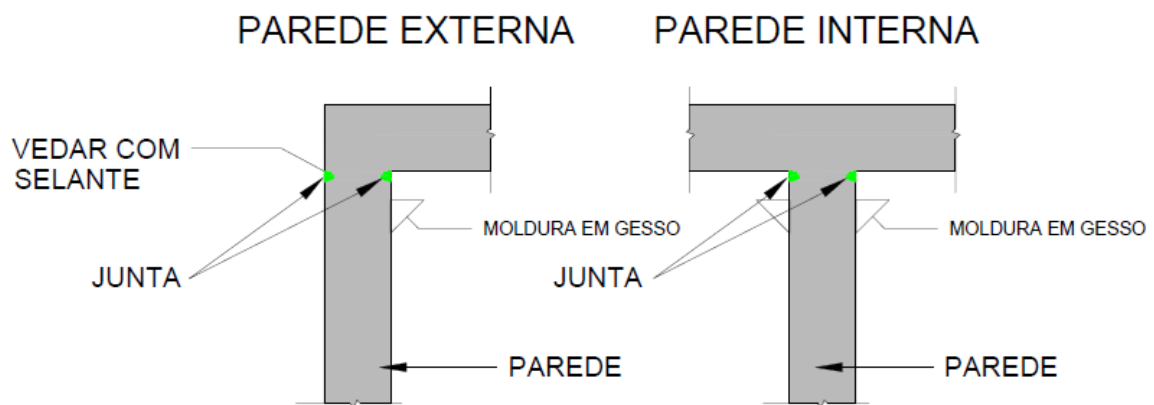 PAREDE EXTERNA
PAREDE INTERNA
VEDAR COM
SELANTE
MOLDURA EM GESSO
JUNTA
PAREDE
MOLDURA EM GESSO
JUNTA
PAREDE